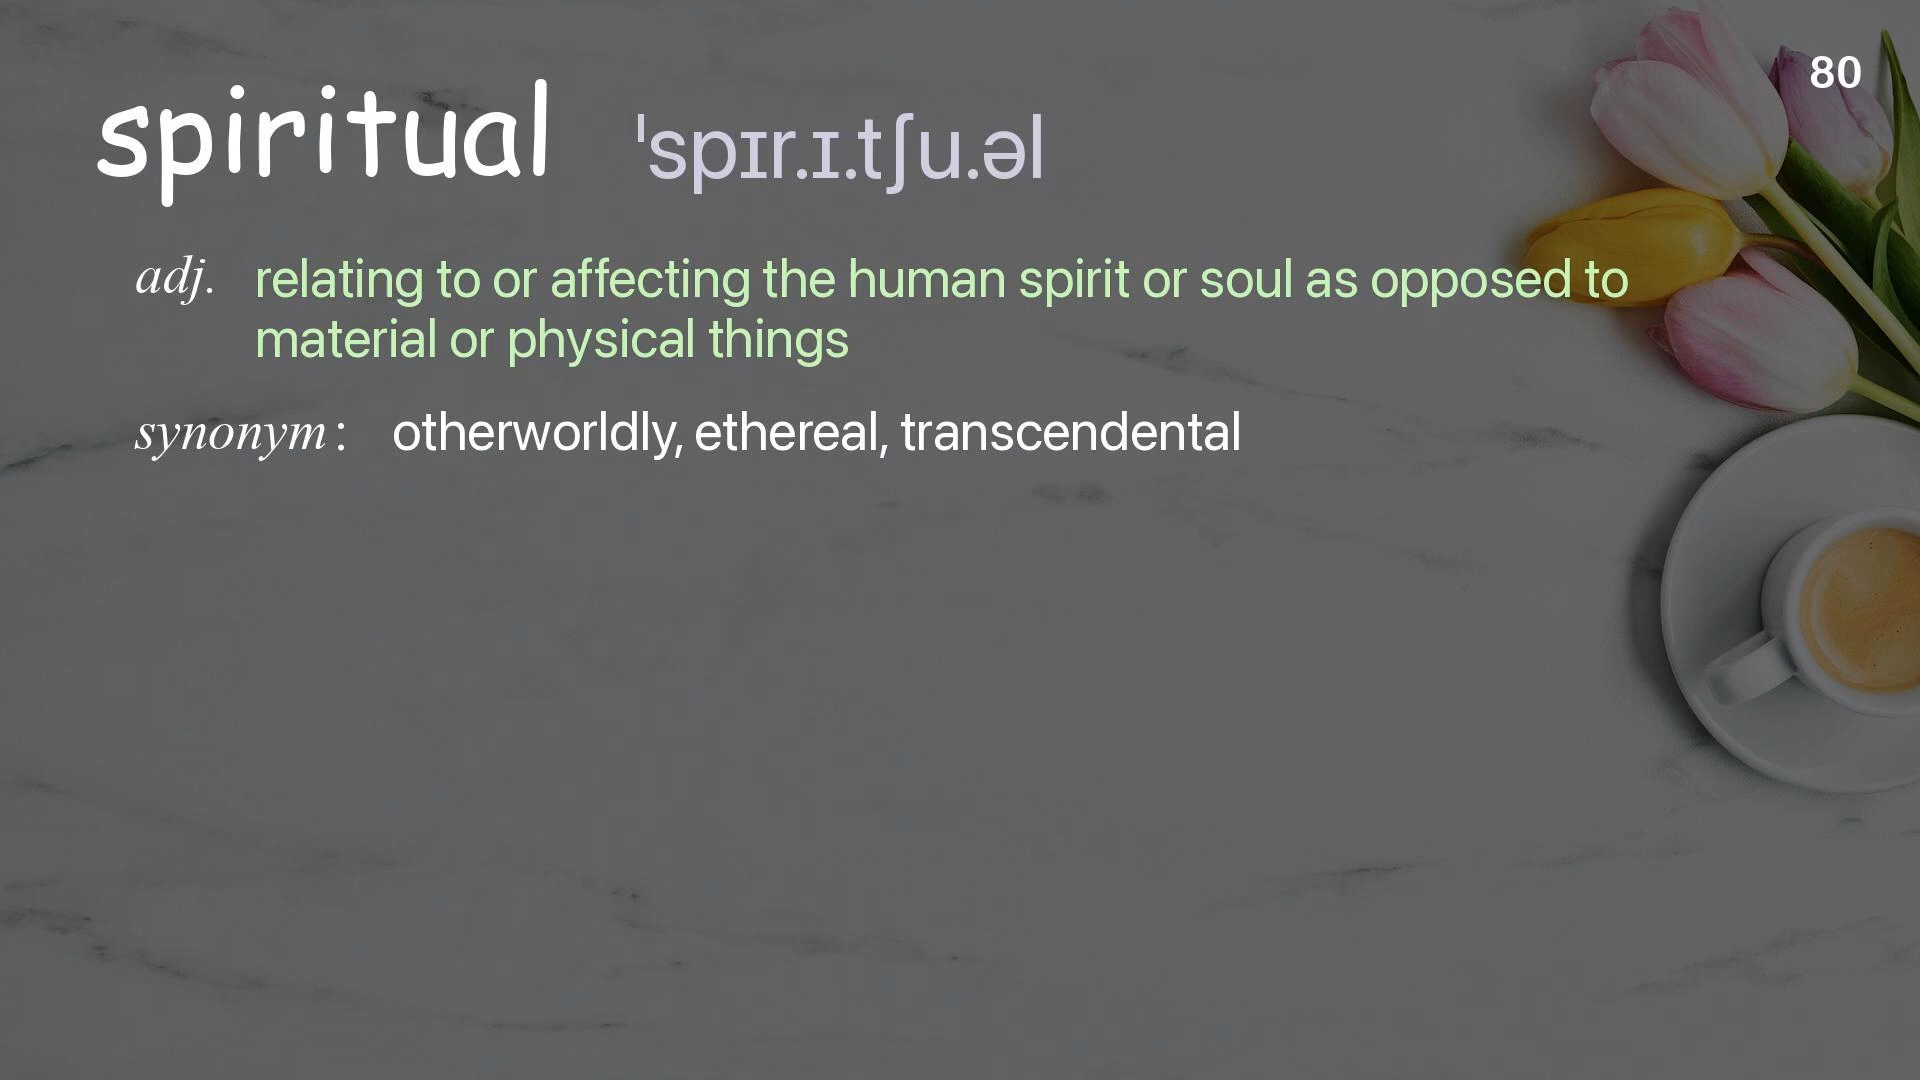 80
spiritual ˈspɪr.ɪ.tʃu.əl
adj. relating to or affecting the human spirit or soul as opposed to
material or physical things
synonym: otherworldly, ethereal, transcendental